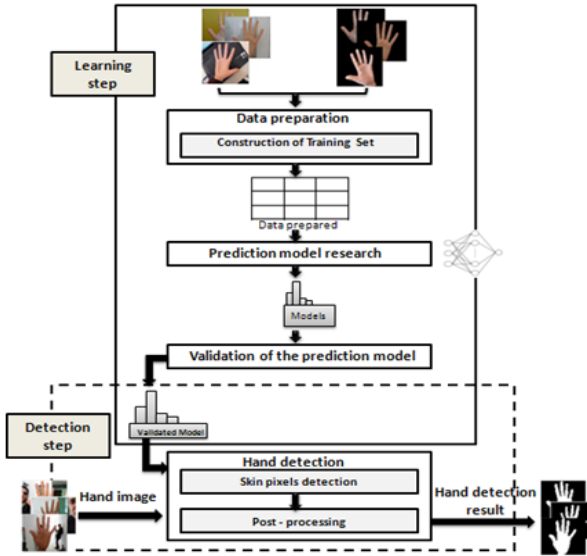 Learning
step
Data preparation
Construction of Training Set
Data prepared
Prediction model research
Models
Validation of the prediction model
Detection
step
Validated Model
Hand detection
Skin pixels detection
Hand image
Hand detection
result
Post - processing